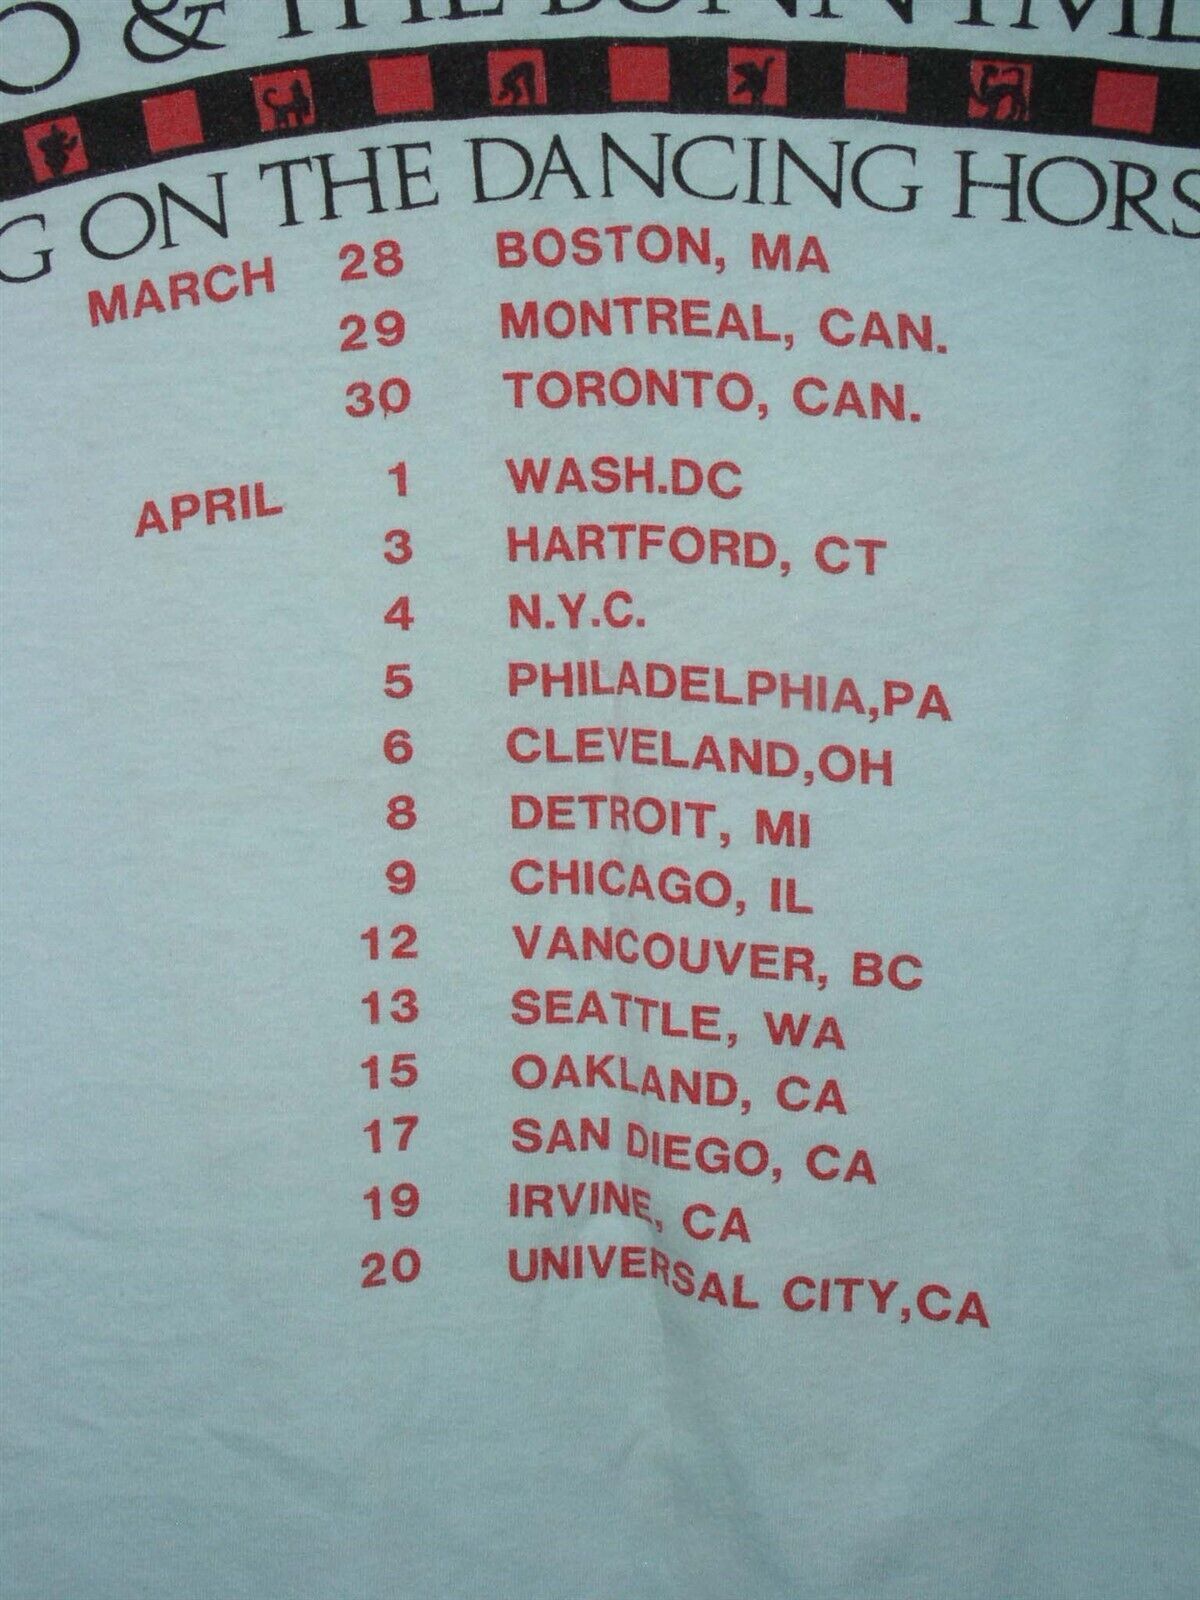 & THE
ON THE DANCING
MARCH 28 BOSTON, MA
29 MONTREAL, CAN.
30 TORONTO, CAN.
APRIL 1 WASH.DC
3 HARTFORD, CT
4 N.Y.C.
5 PHILADELPHIA,PA
6 CLEVELAND,OH
8 DETROIT, MI
9 CHICAGO, IL
12 VANCOUVER, BC
13 SEATTLE, WA
15 OAKLAND, CA
17 SAN DIEGO, CA
19 IRVINE, CA
20 UNIVERSAL CITY,CA